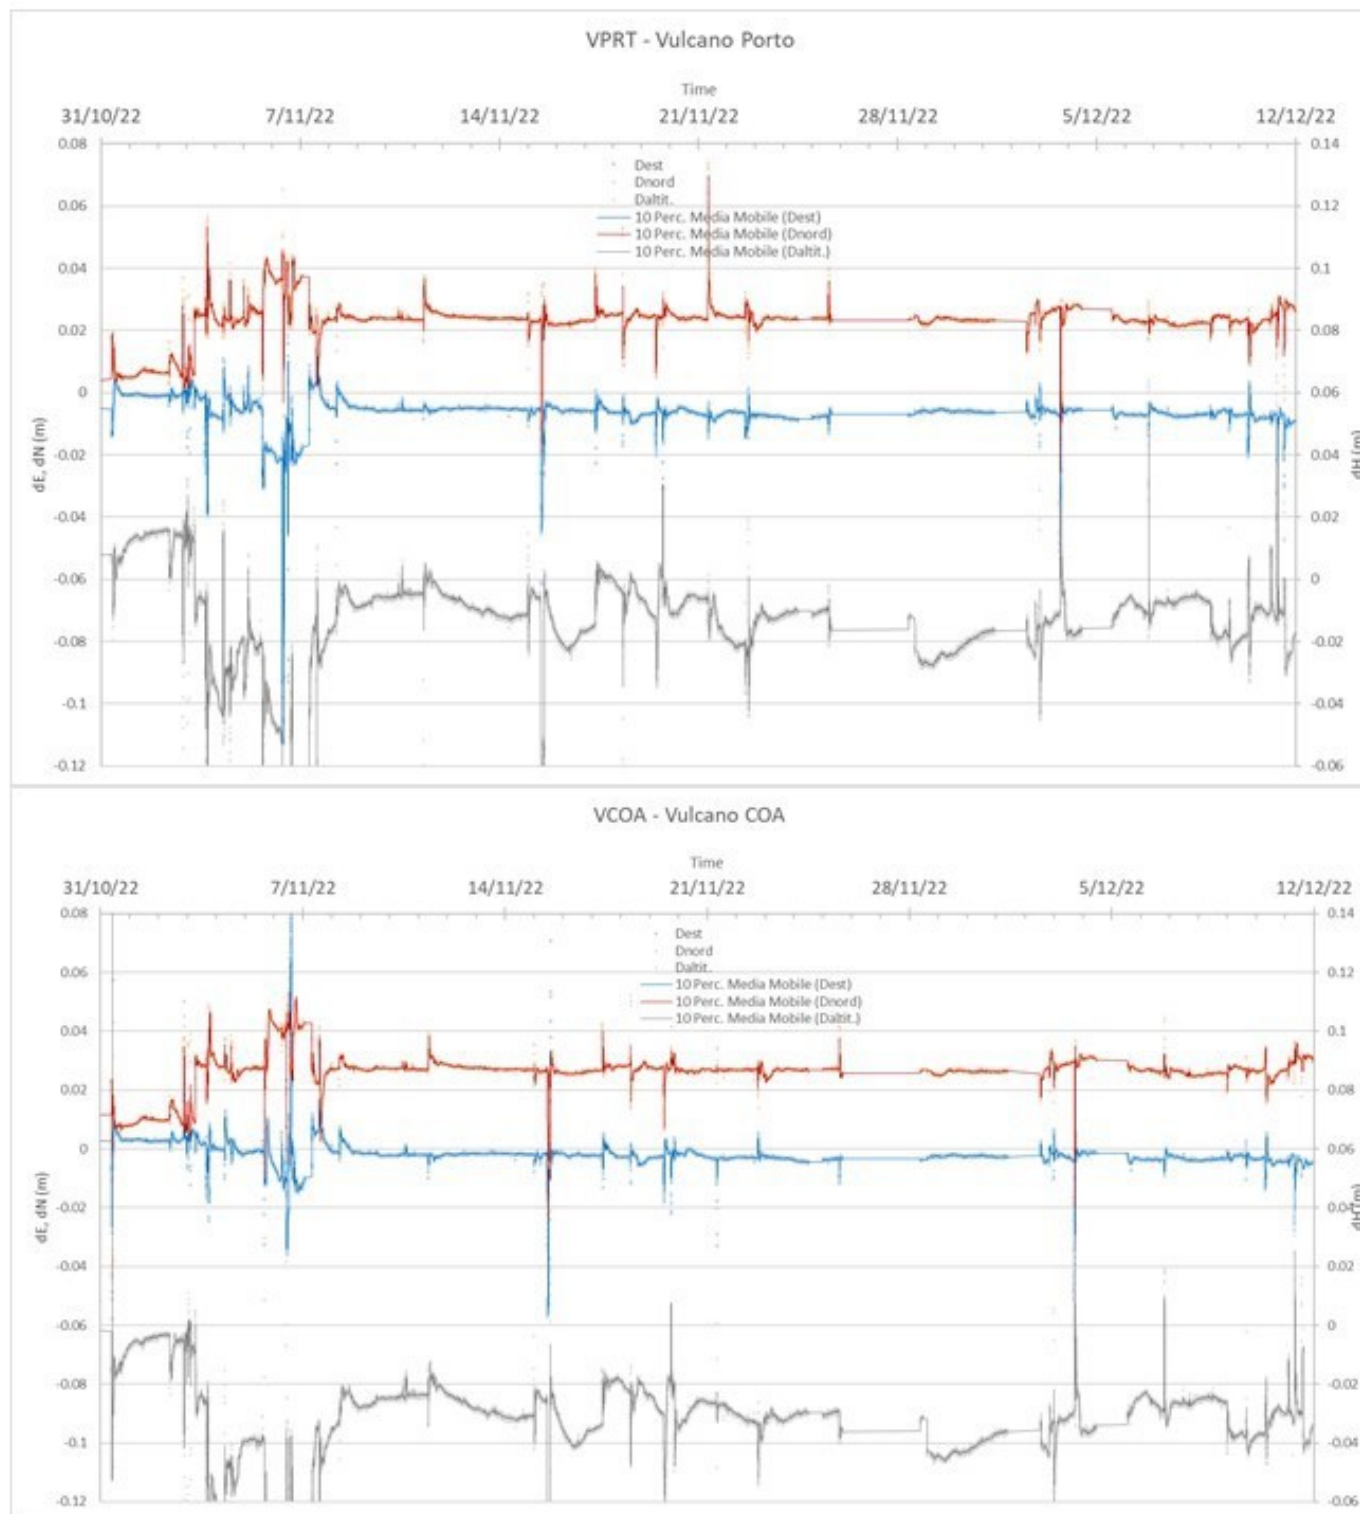 VPRT - Vulcano Porto
Time
31/10/22 7/11/22 14/11/22 21/11/22 28/11/22 5/12/22 12/12/22
0.08 0.14
Dest
Dnord
Daltit.
0.06 0.12
10 Perc. Media Mobile (Dest)
10 Perc. Media Mobile (Dnord)
10 Perc. Media Mobile (Daltit.)
0.04 0.1
0.02 0.08
0 0.06
-0.02 0.04
dE, dN (m) dH (m)
-0.04 0.02
-0.06 0
-0.08 -0.02
-0.1 -0.04
-0.12 -0.06
VCOA - Vulcano COA
Time
31/10/22 7/11/22 14/11/22 21/11/22 28/11/22 5/12/22 12/12/22
0.08 0.14
Dest
Dnord
Daltit.
0.06 0.12
10 Perc. Media Mobile (Dest)
10 Perc. Media Mobile (Dnord)
10 Perc. Media Mobile (Daltit.)
0.04 0.1
0.02 0.08
0 0.06
-0.02 0.04
dE, dN (m) dH (m)
-0.04 0.02
-0.06 0
-0.08 -0.02
-0.1 -0.04
-0.12 -0.06